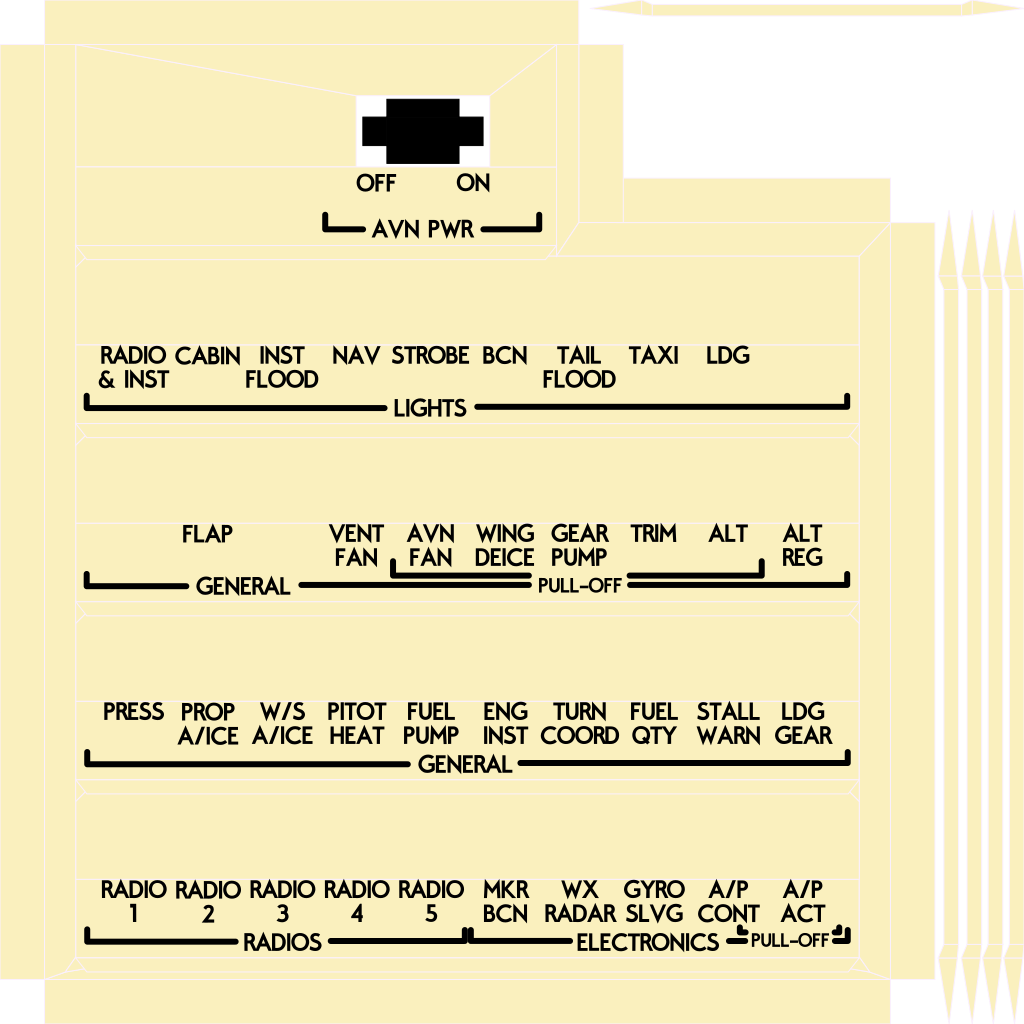 OFF ON
AVN PWR
RADIO CABIN INST NAV STROBE BCN TAIL TAXI LDG
& INST FLOOD FLOOD
LIGHTS
FLAP VENT AVN WING GEAR TRIM ALT ALT
FAN FAN DEICE PUMP REG
GENERAL PULL-OFF
PRESS PROP W/S PITOT FUEL ENG TURN FUEL STALL LDG
A/ICE A/ICE HEAT PUMP INST COORD QTY WARN GEAR
GENERAL
RADIO RADIO RADIO RADIO RADIO MKR WX GYRO A/P A/P
1 2 3 4 5 BCN RADAR SLVG CONT ACT
RADIOS ELECTRONICS PULL-OFF